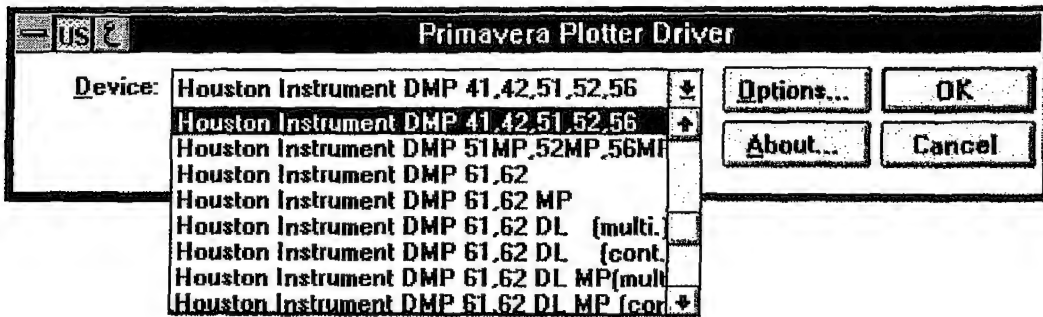 US ع Primavera Plotter Driver
Device: Houston Instrument DMP 41,42,51,52,56 Options... OK
Houston Instrument DMP 41,42,51,52,56
Houston Instrument DMP 51MP,52MP,56MP About... Cancel
Houston Instrument DMP 61,62
Houston Instrument DMP 61,62 MP
Houston Instrument DMP 61,62 DL (multi.)
Houston Instrument DMP 61,62 DL (cont.
Houston Instrument DMP 61,62 DL MP(mult
Houston Instrument DMP 61,62 DL MP (con